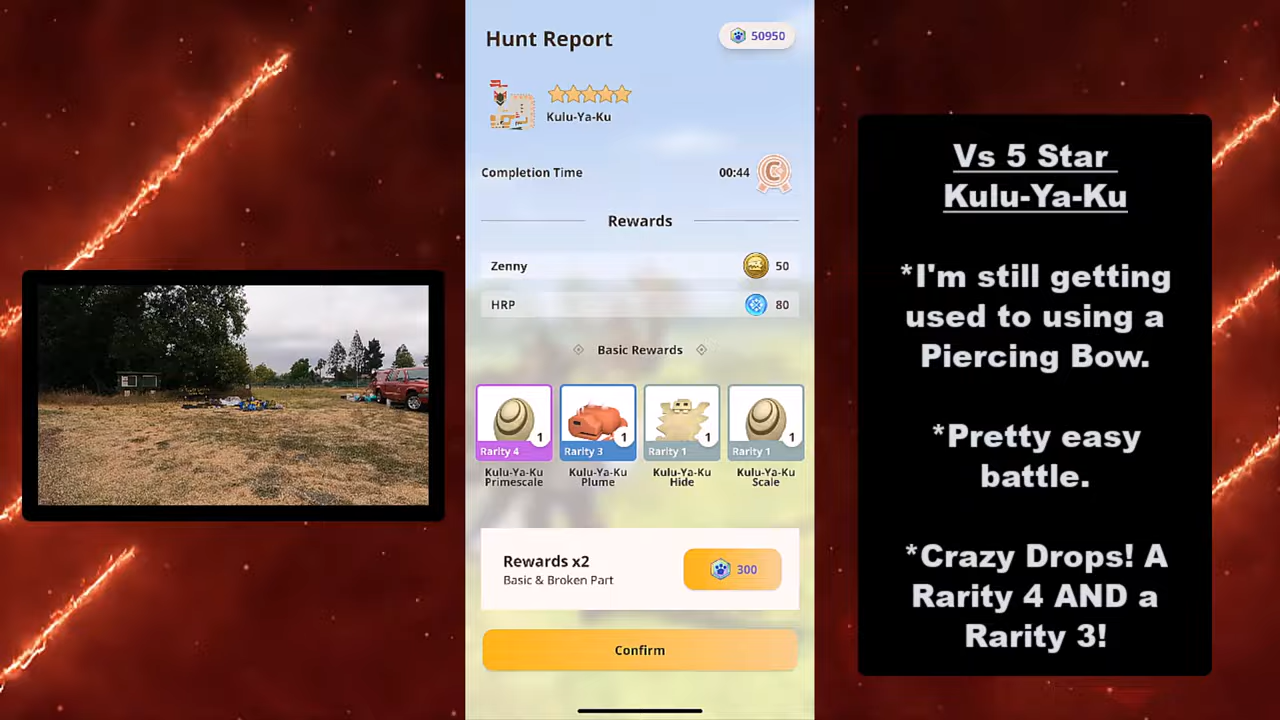 Hunt Report
50950
Kulu-Ya-Ku
Completion Time
00:44
C
Rewards
Zenny
50
HRP
80
Basic Rewards
1
1
1
1
Rarity 4
Rarity 3
Rarity 1
Rarity 1
Kulu-Ya-Ku
Primescale
Kulu-Ya-Ku
Plume
Kulu-Ya-Ku
Hide
Kulu-Ya-Ku
Scale
Rewards x2
Basic & Broken Part
300
Confirm
Vs 5 Star
Kulu-Ya-Ku
*I'm still getting
used to using a
Piercing Bow.
*Pretty easy
battle.
*Crazy Drops! A
Rarity 4 AND a
Rarity 3!